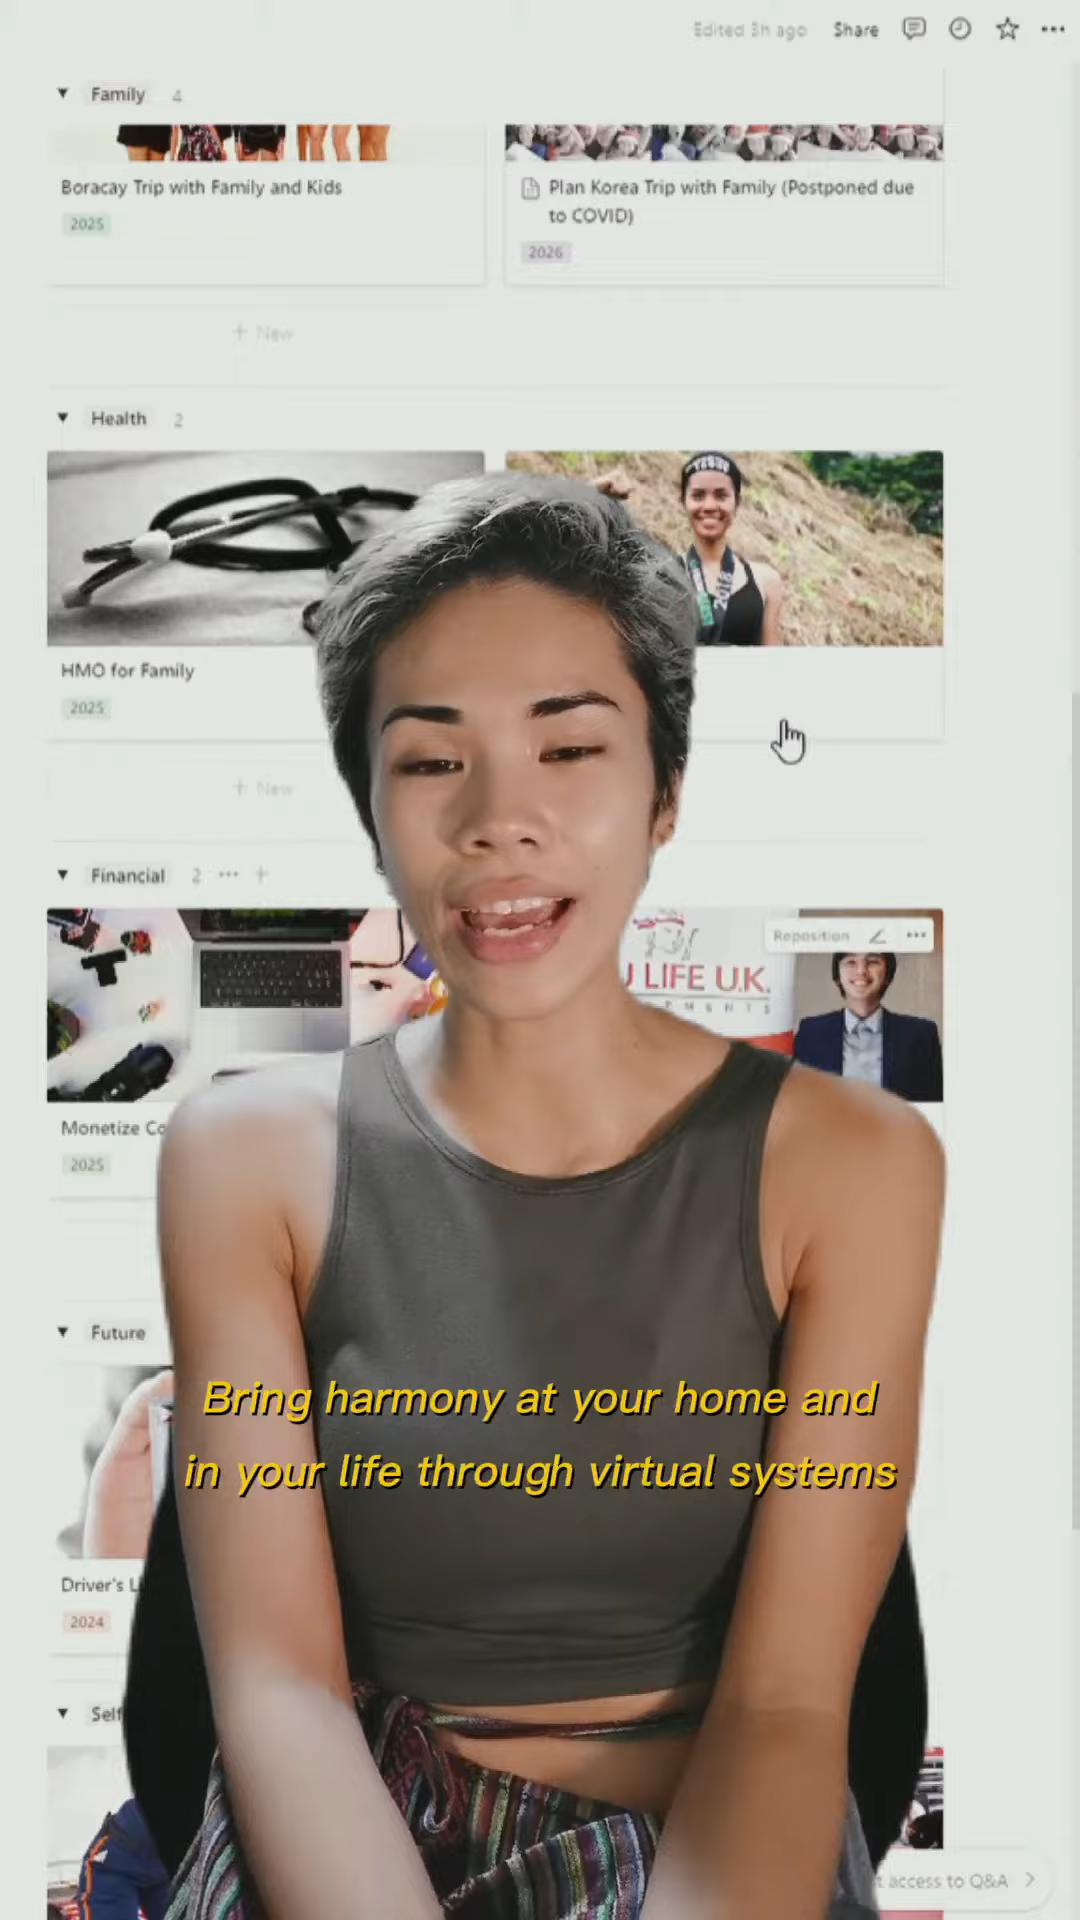 Edited 3h ago Share
Family 4
Boracay Trip with Family and Kids
2025
Plan Korea Trip with Family (Postponed due
to COVID)
2026
+ New
Health 2
2018
HMO for Family
2025
+ New
Financial 2
Reposition
LIFE U.K.
Monetize Co
2025
Future
Bring harmony at your home and
in your life through virtual systems
Driver's L
2024
Self
t access to Q&A